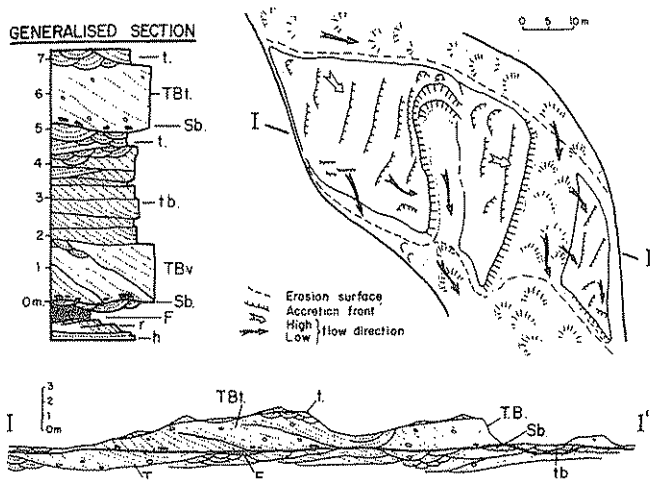 GENERALISED SECTION
7
6
5
4
3
2
1
0m.
t.
TBt.
Sb.
t.
tb.
TBv
Sb.
F
r
h
0 5 10m
I
I
Erosion surface
Accretion front
High
Low
flow direction
3
2
1
0m
I
TBt.
t.
T.B.
Sb.
I'
T
F
tb